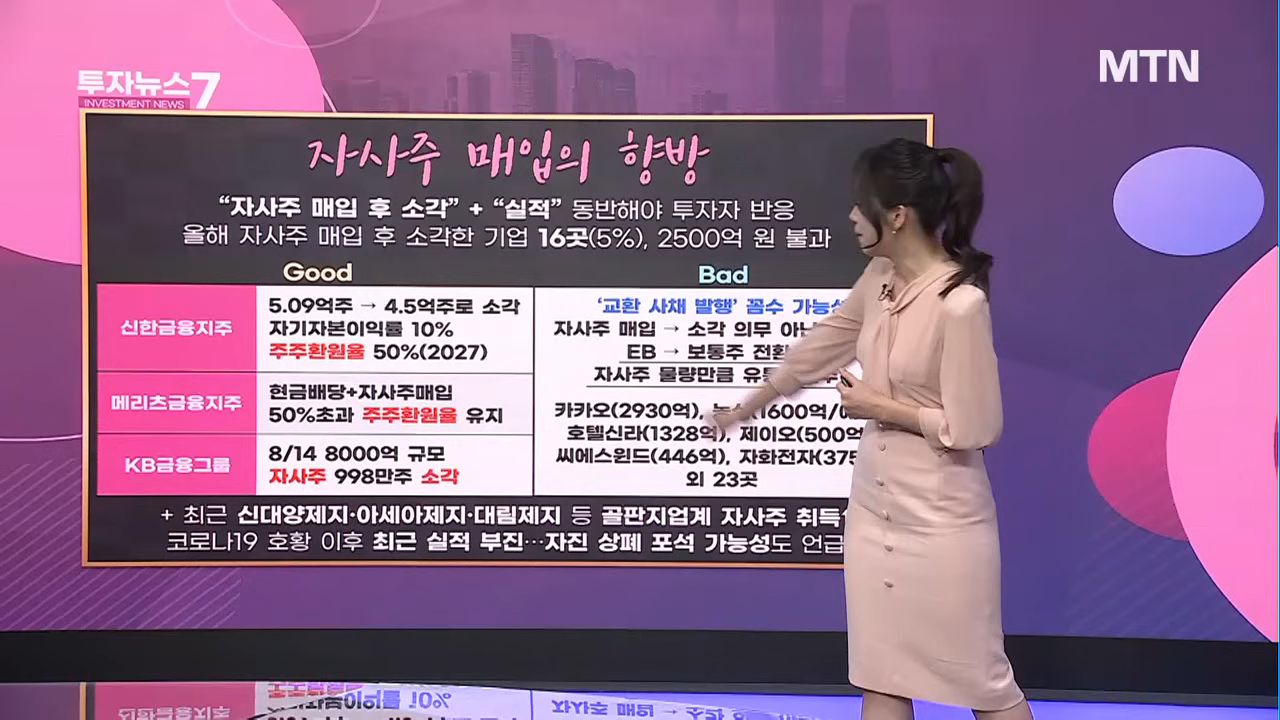 투자뉴스7
INVESTMENT NEWS
MTN
자사주 매입의 향방
“자사주 매입 후 소각” + “실적” 동반해야 투자자 반응
올해 자사주 매입 후 소각한 기업 16곳(5%), 2500억 원 불과
Good
신한금융지주
5.09억주 → 4.5억주로 소각
자기자본이익률 10%
주주환원율 50%(2027)
메리츠금융지주
현금배당+자사주매입
50%초과 주주환원율 유지
KB금융그룹
8/14 8000억 규모
자사주 998만주 소각
Bad
‘교환 사채 발행’ 꼼수 가능성
자사주 매입 → 소각 의무
EB → 보통주 전환
자사주 물량만큼
카카오(2930억), (1600억/
호텔신라(1328억), 제이오(500억
씨에스윈드(446억), 자화전자(375
외 23곳
+ 최근 신대양제지·아세아제지·대림제지 등 골판지업계 자사주 취득
코로나19 호황 이후 최근 실적 부진…자진 상폐 포석 가능성도 언급